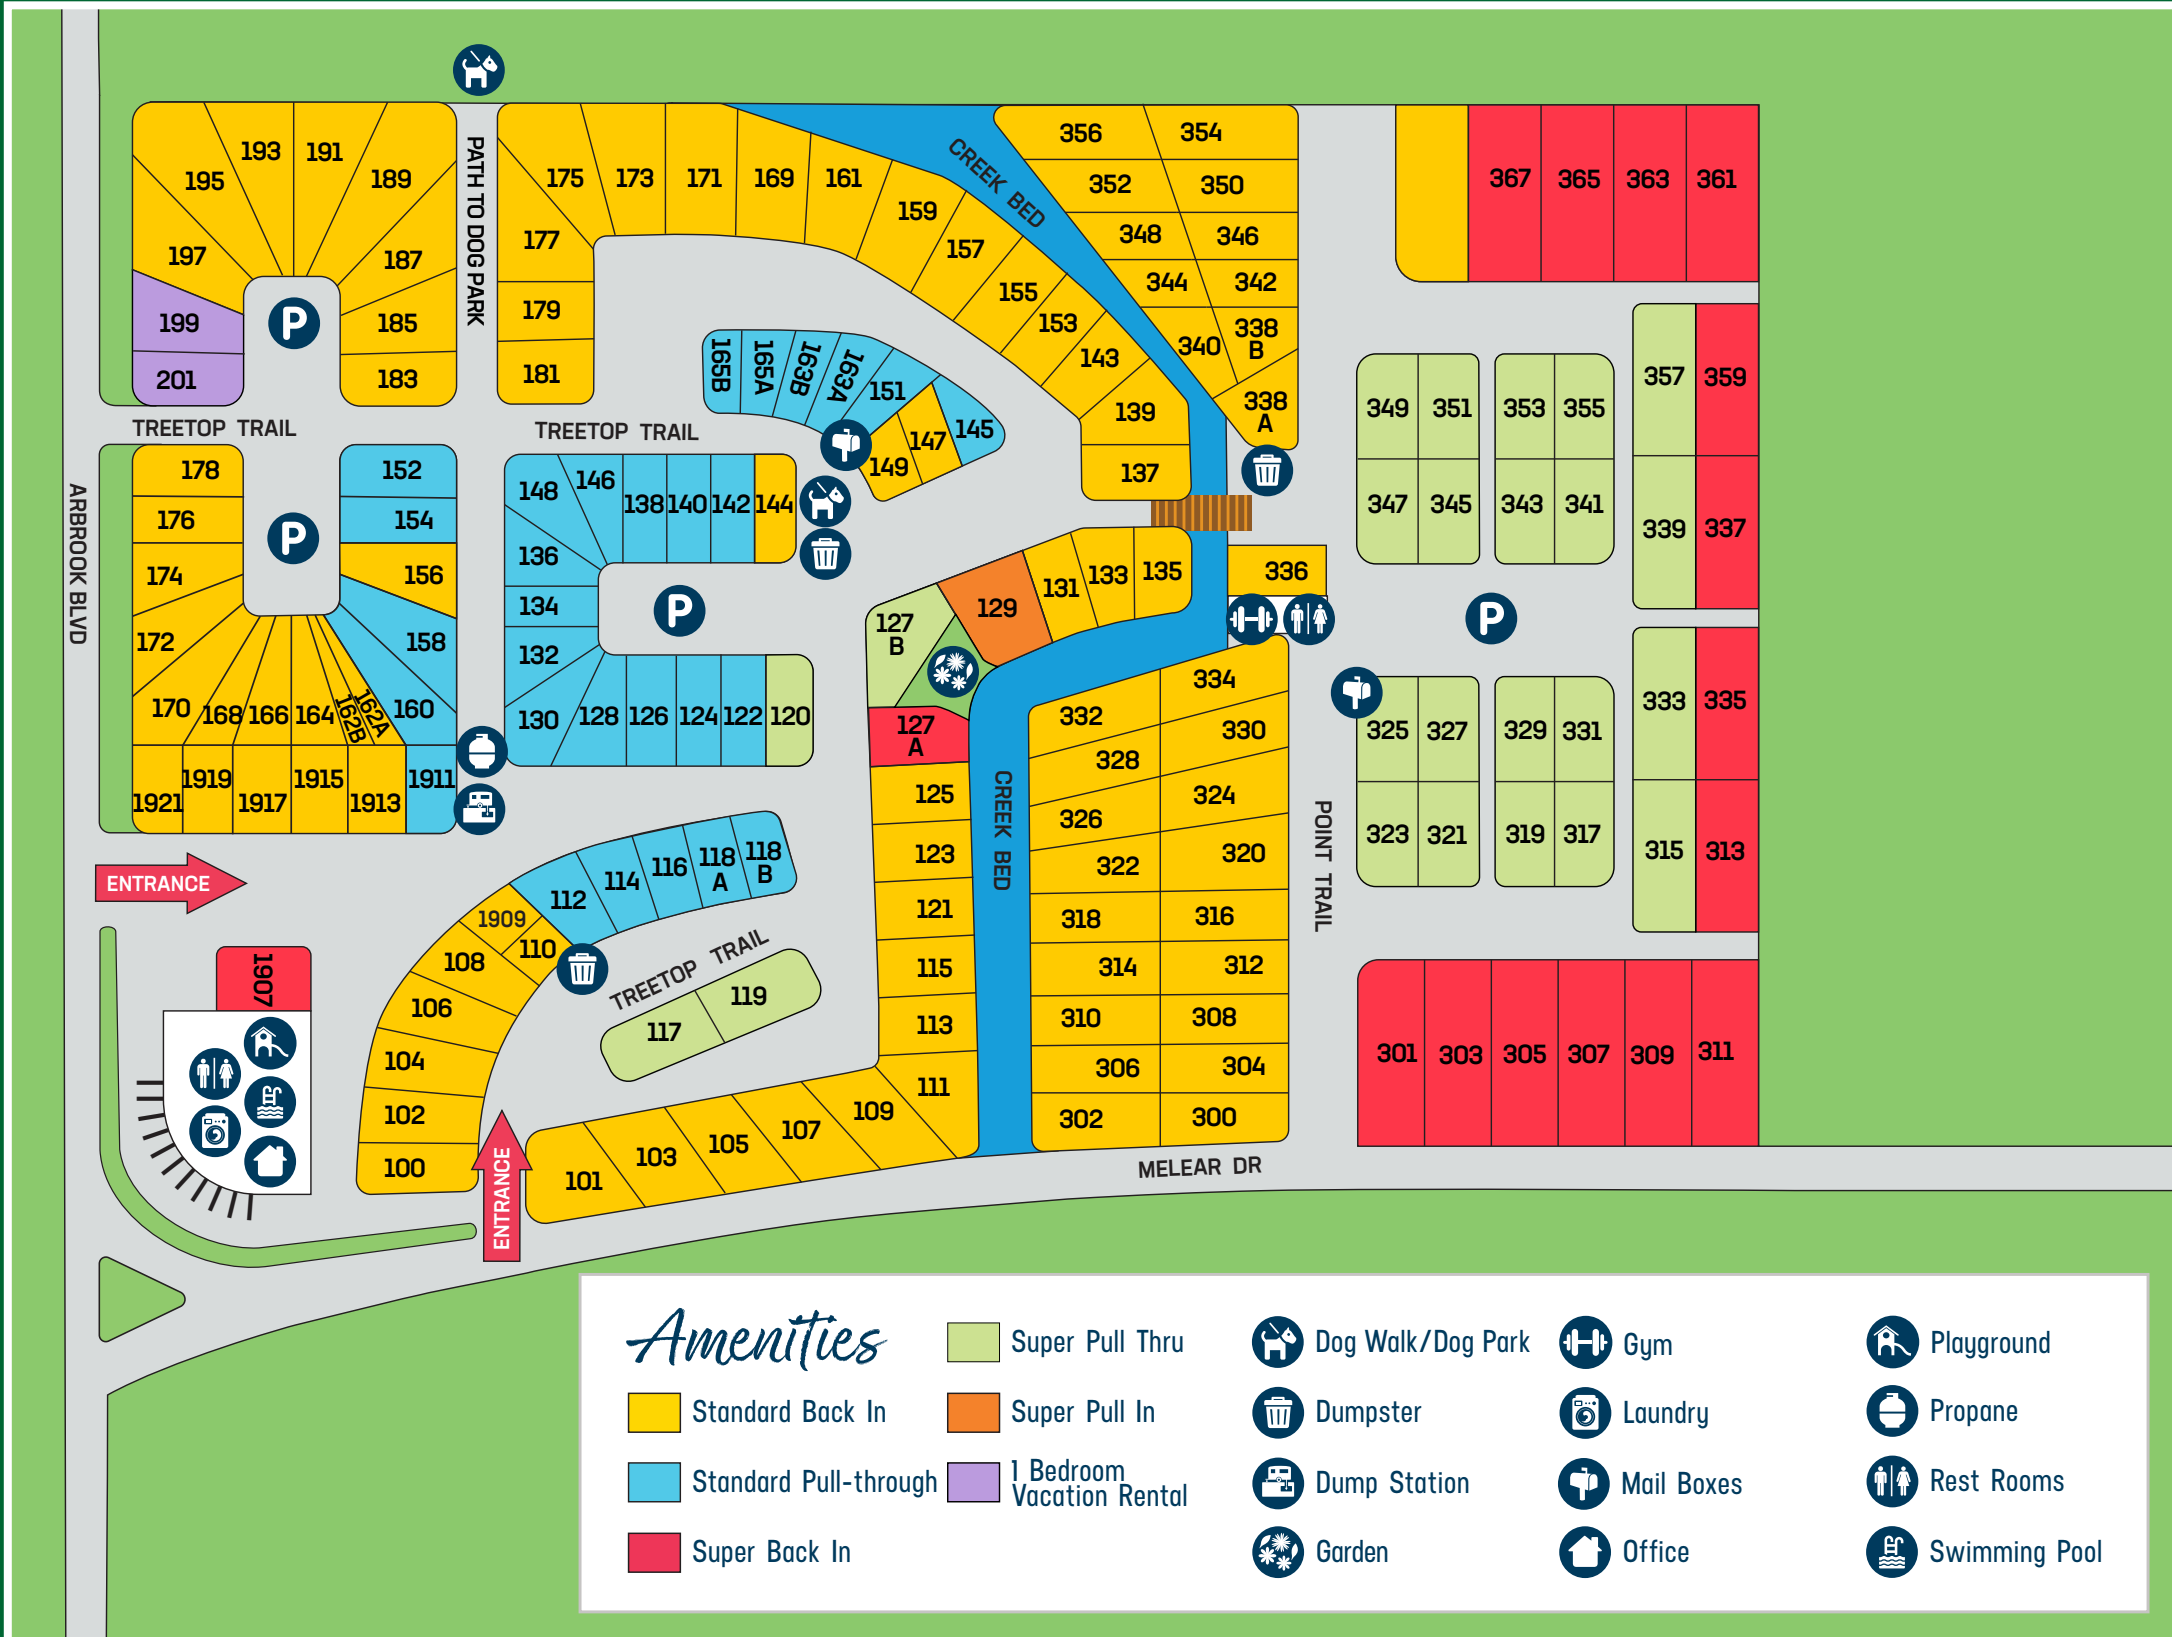 193 191
195 189
197 187
199 185
201 183
PATH TO DOG PARK
175 173 171 169 161
159
177 157
179 155
153
181 143
139
137
CREEK BED
356 354
352 350
348 346
344 342
340 338
B
338
A
367 365 363 361
357 359
349 351 353 355
347 345 343 341
339 337
TREETOP TRAIL
TREETOP TRAIL
165B 165A 163B 163A 151
145
147
149
ARBROOK BLVD
178 152
176 154
174 156
172 158
170 168 166 164 162B 162A 160
1921 1919 1917 1915 1913 1911
P
P
148 146 138 140 142 144
136
134
132
130 128 126 124 122 120
P
127
B
129 131 133 135
127
A
336
P
334
332 330
328
326 324
322 320
318 316
314 312
310 308
306 304
302 300
125
123
121
115
113
111
CREEK BED
POINT TRAIL
325 327 329 331
323 321 319 317
333 335
315 313
301 303 305 307 309 311
ENTRANCE
112 114 116 118
A
118
B
1909
110
108
106
104
102
100
TREETOP TRAIL
117 119
1907
101 103 105 107 109
ENTRANCE
MELEAR DR
Amenities
Standard Back In
Standard Pull-through
Super Back In
Super Pull Thru
Super Pull In
1 Bedroom
Vacation Rental
Dog Walk/Dog Park
Dumpster
Dump Station
Garden
Gym
Laundry
Mail Boxes
Office
Playground
Propane
Rest Rooms
Swimming Pool